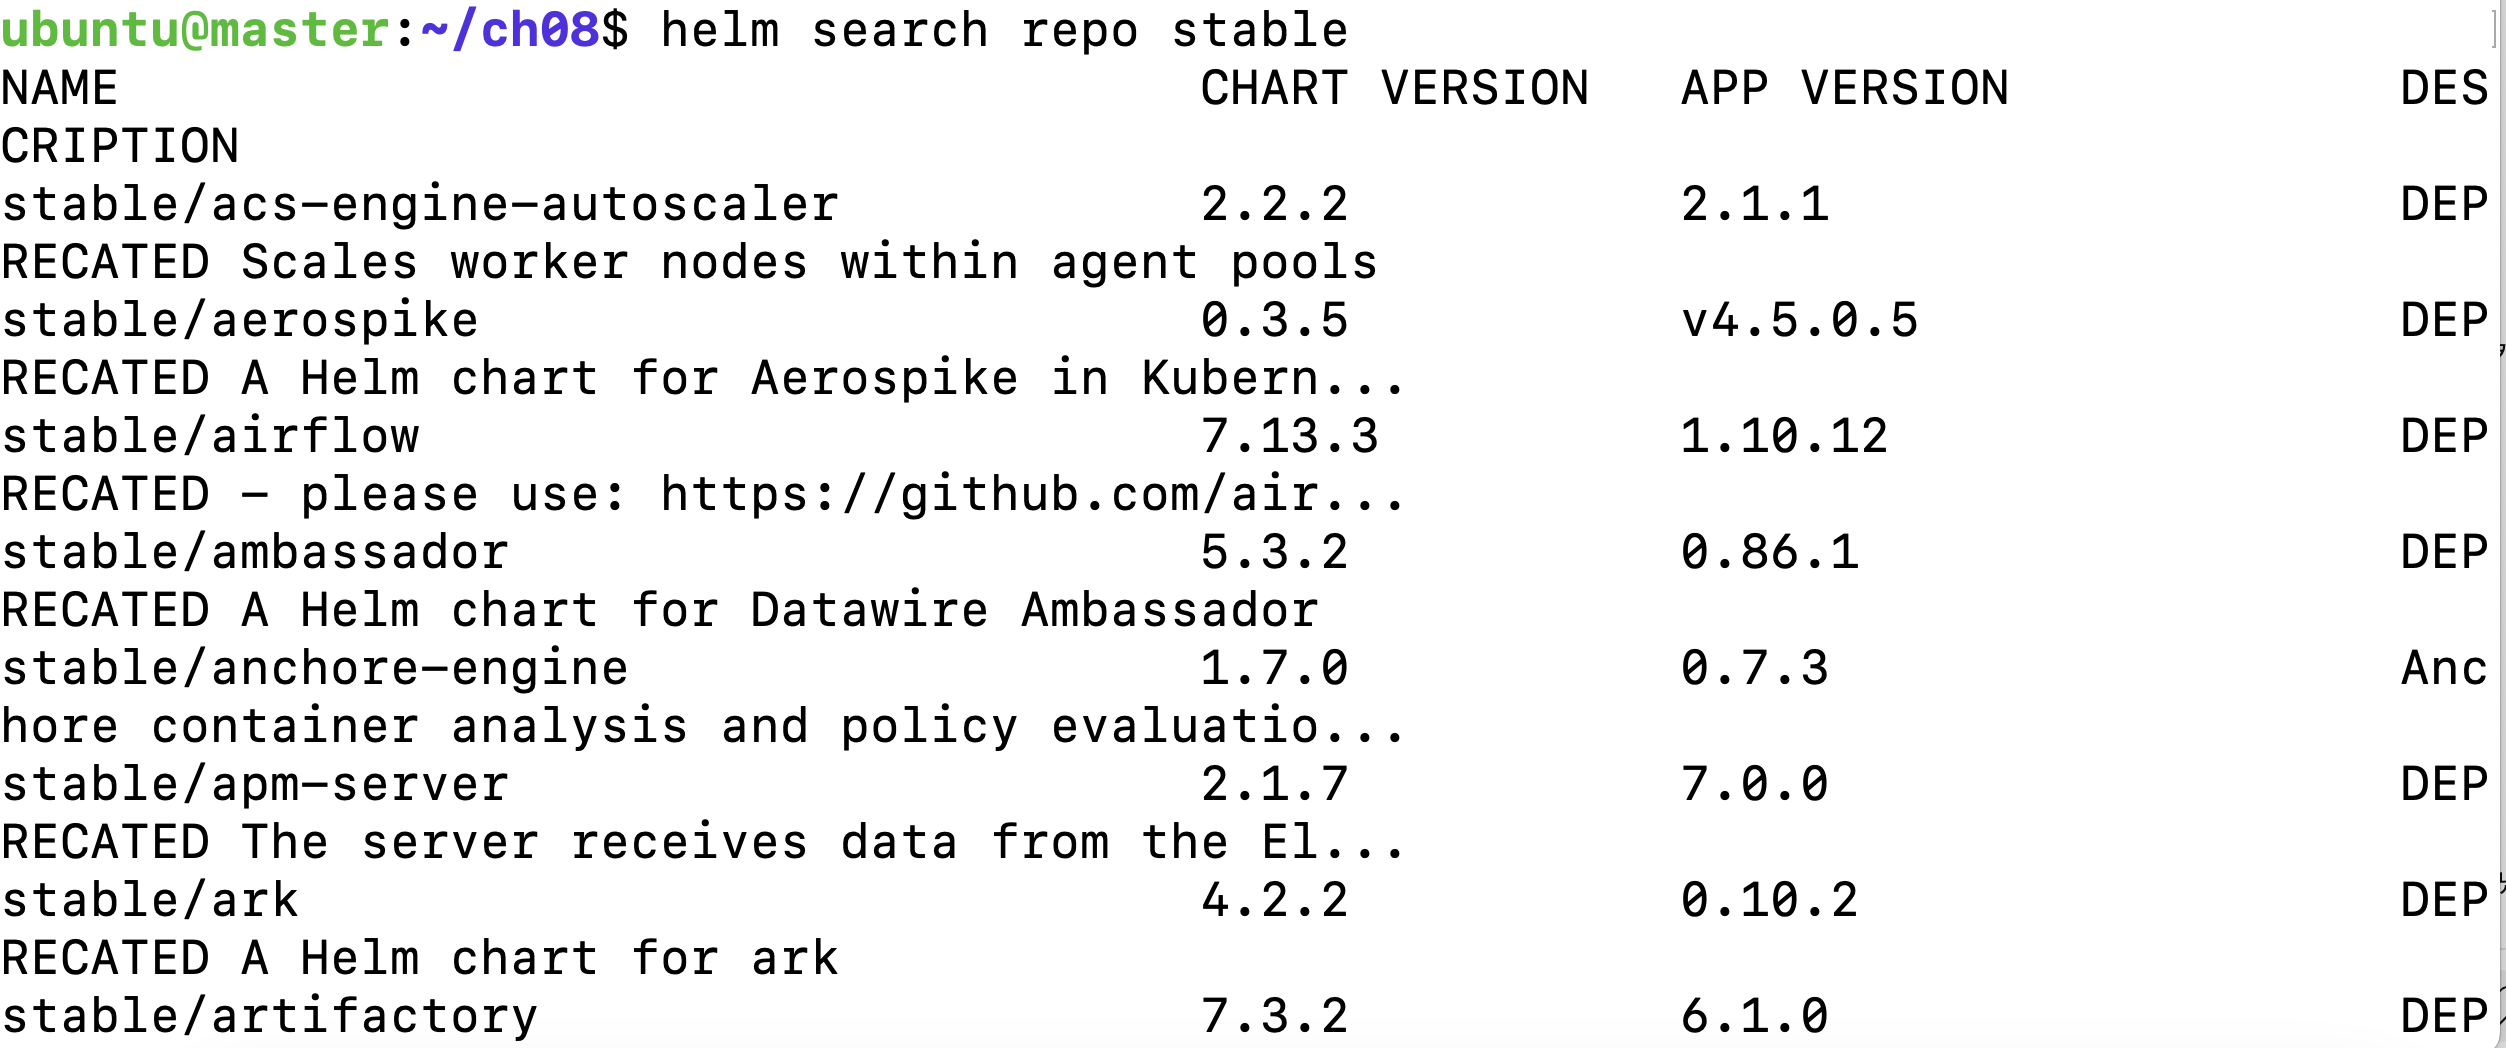 ubuntu@master:~/ch08$ helm search repo stable
NAME                                    CHART VERSION   APP VERSION             DES
CRIPTION
stable/acs-engine-autoscaler            2.2.2           2.1.1                   DEP
RECATED Scales worker nodes within agent pools
stable/aerospike                        0.3.5           v4.5.0.5                DEP
RECATED A Helm chart for Aerospike in Kubern...
stable/airflow                          7.13.3          1.10.12                 DEP
RECATED - please use: https://github.com/air...
stable/ambassador                       5.3.2           0.86.1                  DEP
RECATED A Helm chart for Datawire Ambassador
stable/anchore-engine                   1.7.0           0.7.3                   Anc
hore container analysis and policy evaluatio...
stable/apm-server                       2.1.7           7.0.0                   DEP
RECATED The server receives data from the El...
stable/ark                              4.2.2           0.10.2                  DEP
RECATED A Helm chart for ark
stable/artifactory                      7.3.2           6.1.0                   DEP